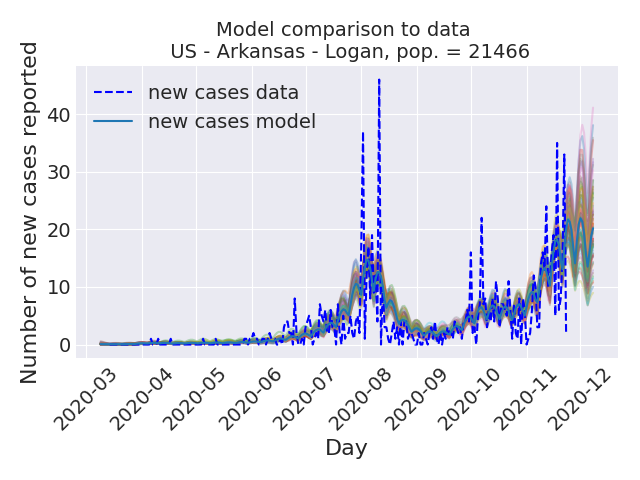 Model comparison to data
US - Arkansas - Logan, pop. = 21466
new cases data
new cases model
Number of new cases reported
40
30
20
10
0
2020-03
2020-04
2020-05
2020-06
2020-07
2020-08
2020-09
2020-10
2020-11
2020-12
Day